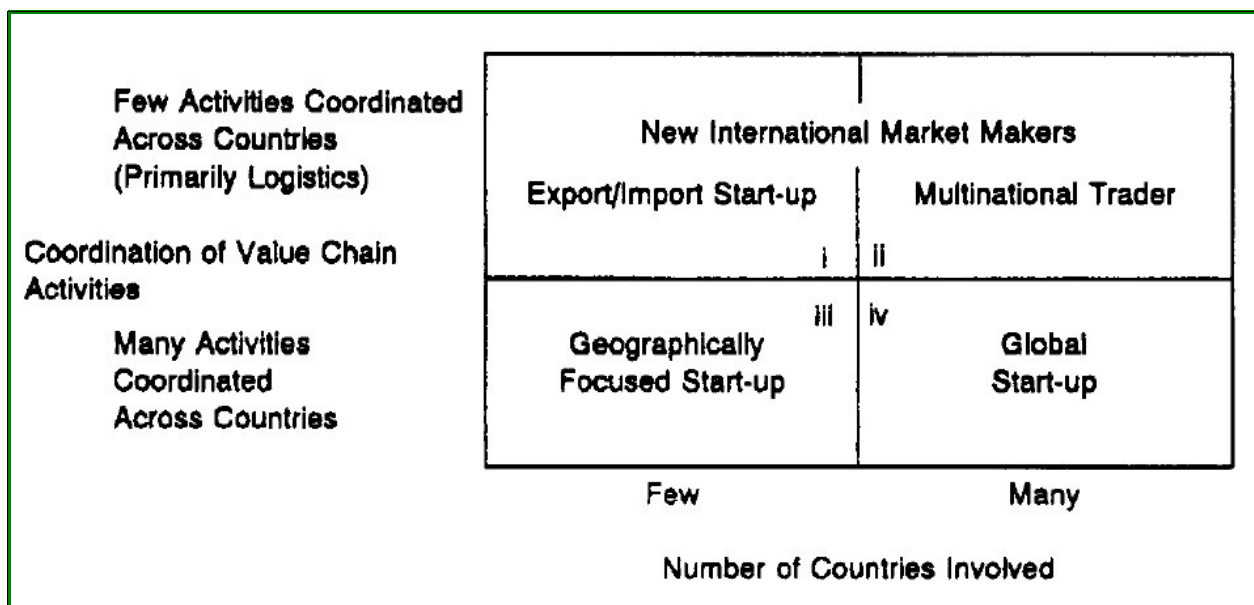 Few Activities Coordinated
Across Countries
(Primarily Logistics)
New International Market Makers
Export/Import Start-up
Multinational Trader
i
ii
Coordination of Value Chain
Activities
iii
iv
Many Activities
Coordinated
Across Countries
Geographically
Focused Start-up
Global
Start-up
Few
Many
Number of Countries Involved